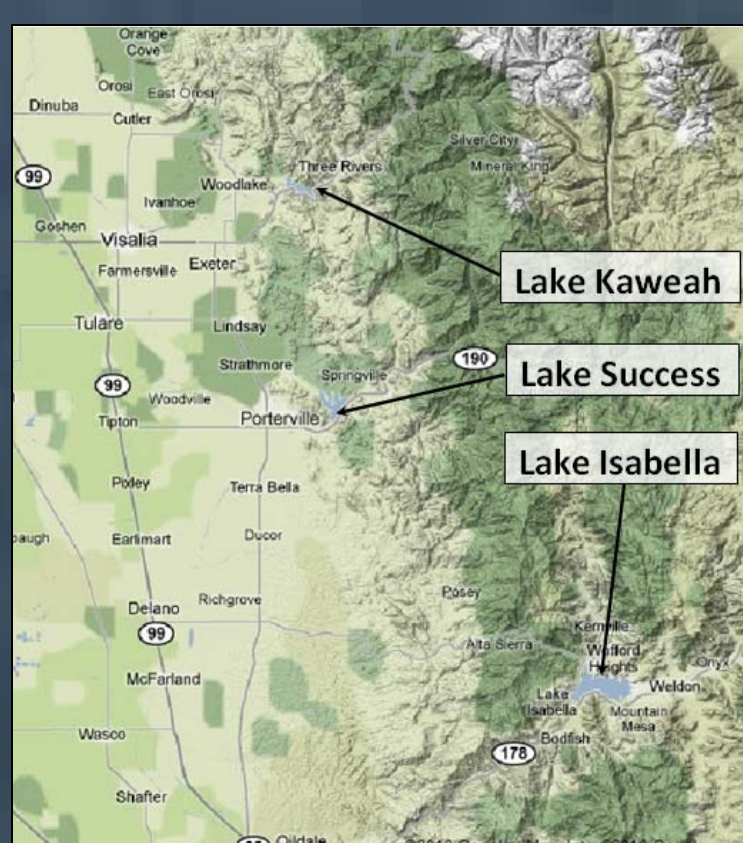 Orange
Cove
Orosi
East Orosi
Dinuba
Cutler
Silver City
Three Rivers
Mineral King
99
Woodlake
Ivanhoe
Goshen
Visalia
Exeter
Farmersville
Lake Kaweah
Tulare
Lindsay
190
Strathmore
Springville
Lake Success
99
Woodville
Tipton
Porterville
Lake Isabella
Pixley
Terra Bella
Earlimart
Ducor
Posey
Richgrove
Delano
99
Kernville
Alta Sierra
Wofford
Heights
Onyx
McFarland
Weldon
Lake
Isabella
Mountain
Mesa
Wasco
Bodfish
178
Shafter
Oildale